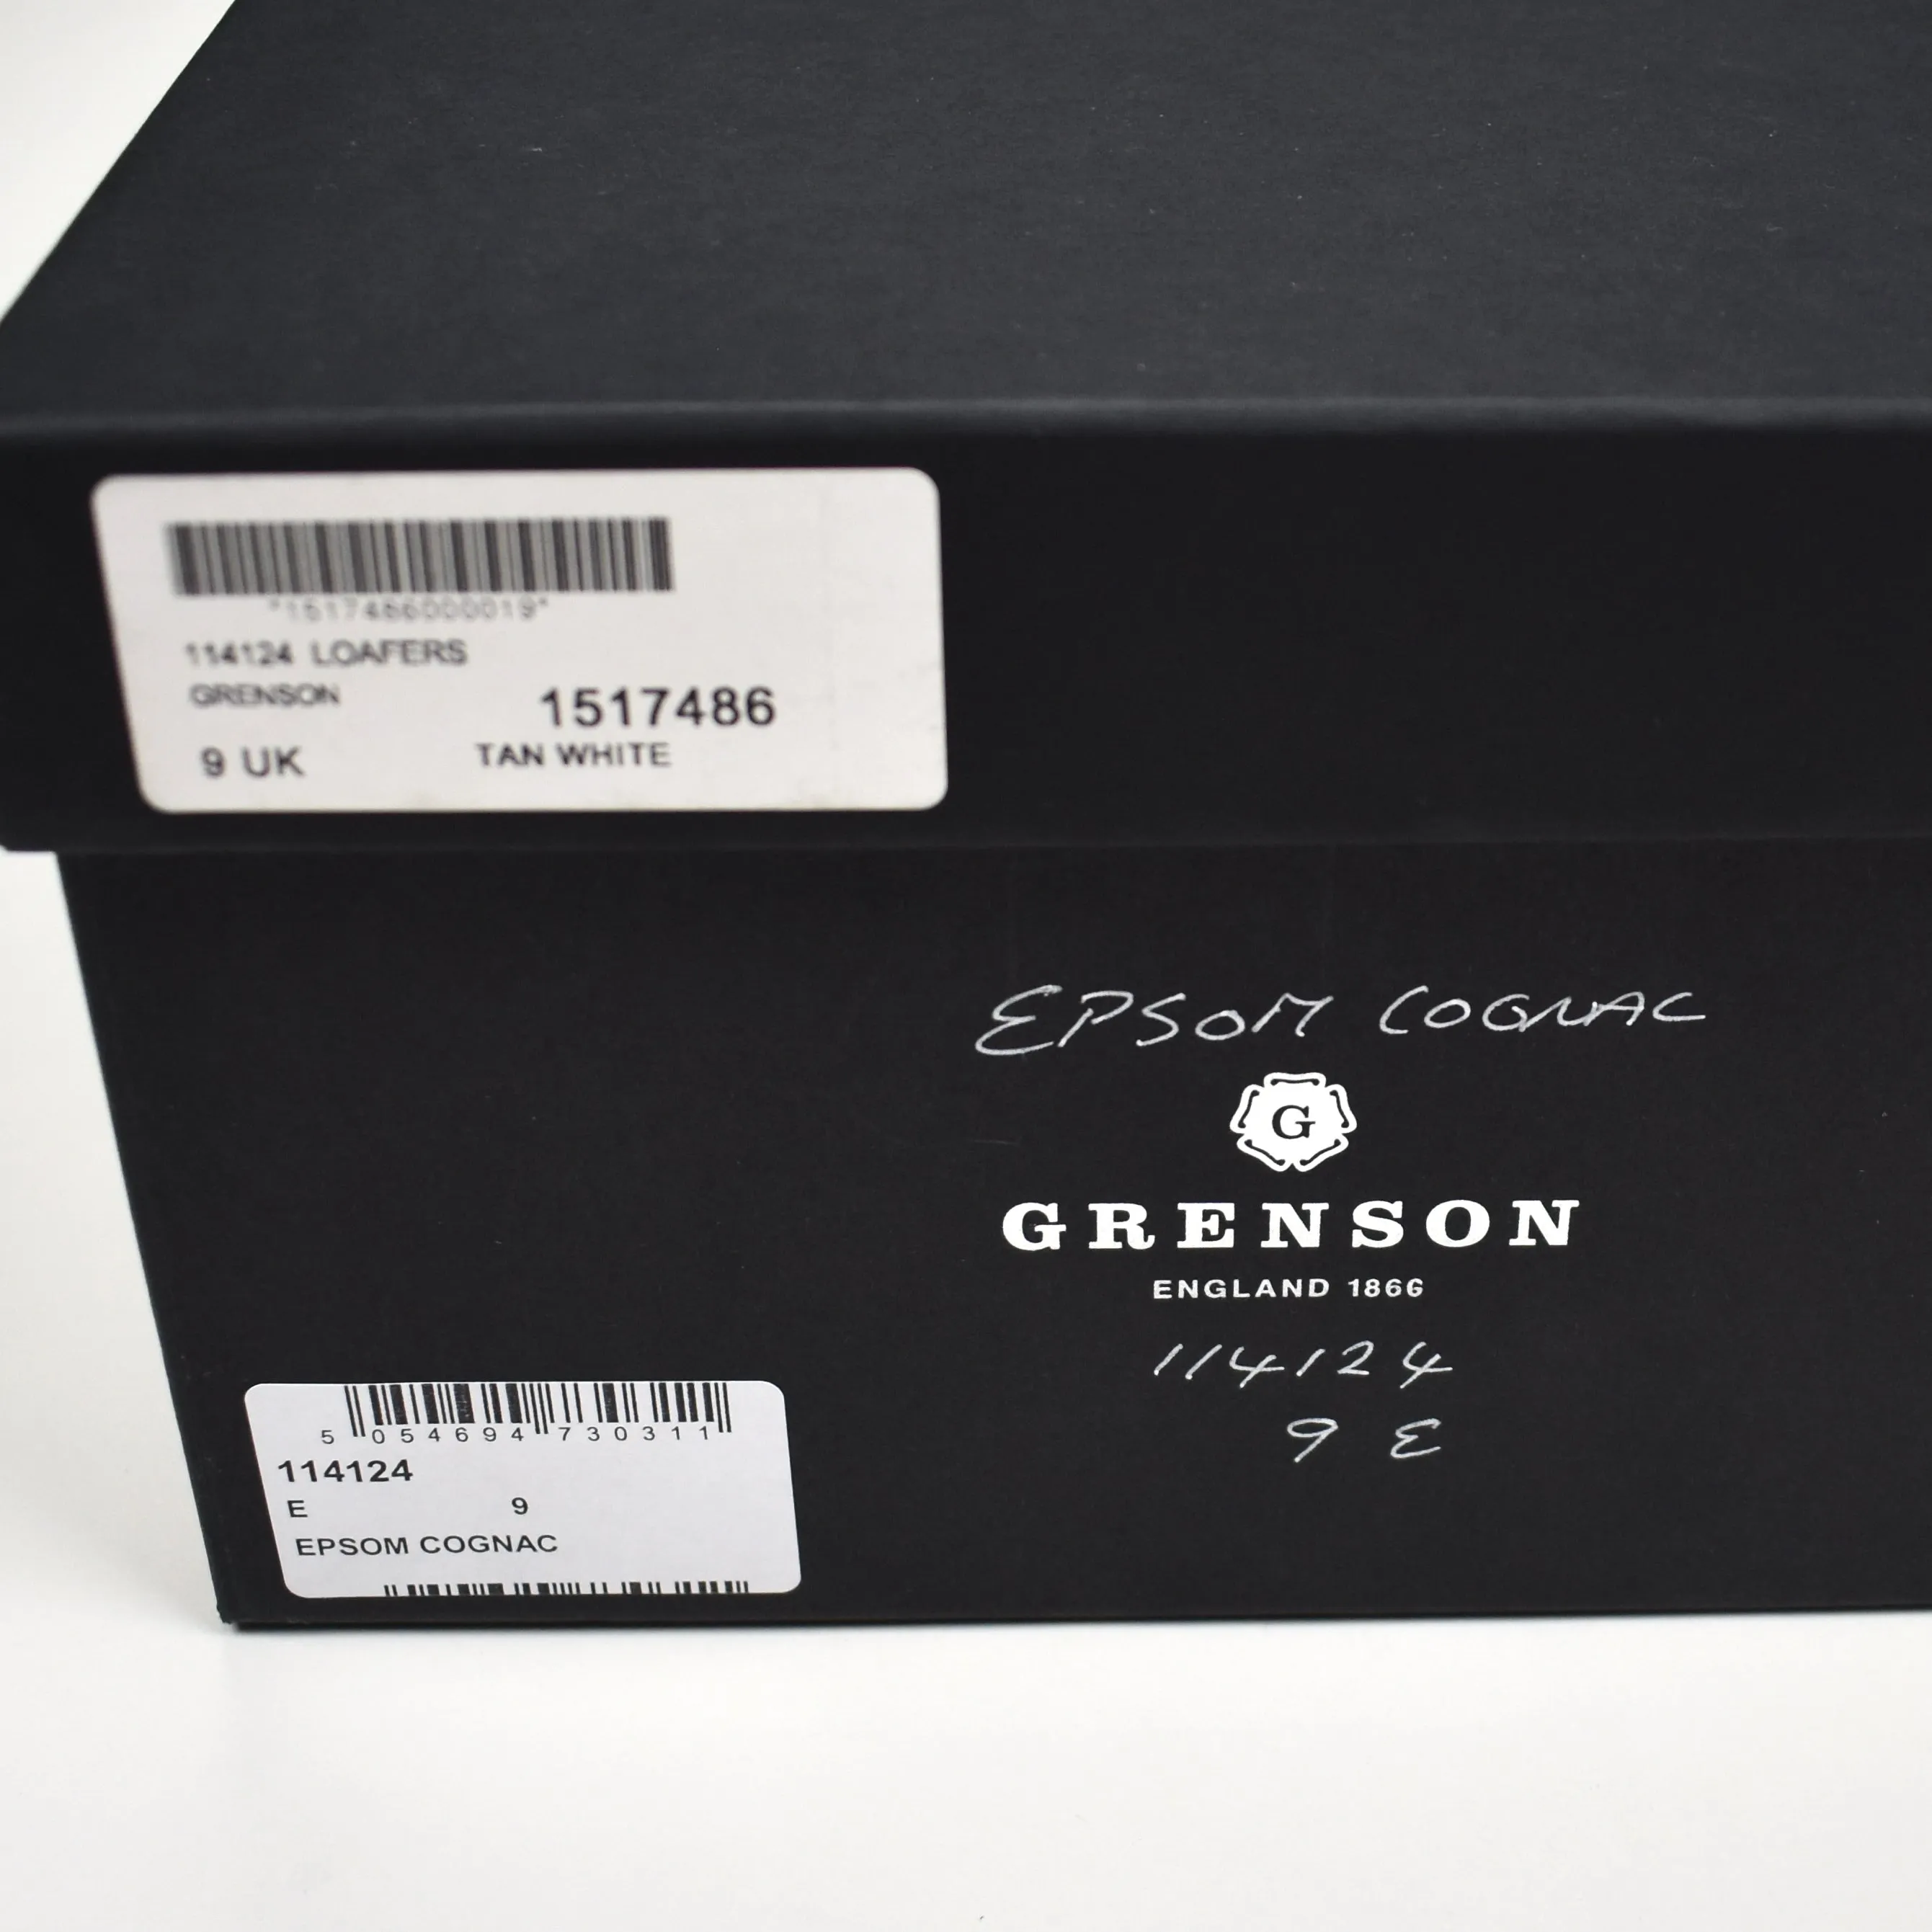 *1517486000019*
114124 LOAFERS
GRENSON
1517486
9 UK
TAN WHITE
EPSOM COGNAC
G
GRENSON
ENGLAND 1866
114124
9 E
5 054694 730311
114124
E 9
EPSOM COGNAC